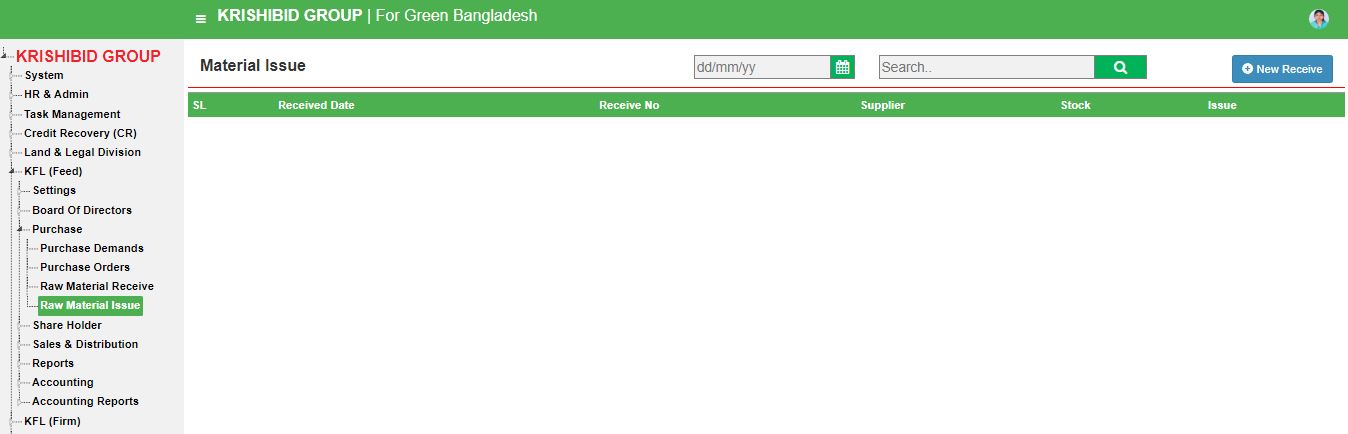 KRISHIBID GROUP | For Green Bangladesh
KRISHIBID GROUP
System
HR & Admin
Task Management
Credit Recovery (CR)
Land & Legal Division
KFL (Feed)
Settings
Board Of Directors
Purchase
Purchase Demands
Purchase Orders
Raw Material Receive
Raw Material Issue
Share Holder
Sales & Distribution
Reports
Accounting
Accounting Reports
KFL (Firm)
Material Issue dd/mm/yy Search.. New Receive
SL Received Date Receive No Supplier Stock Issue